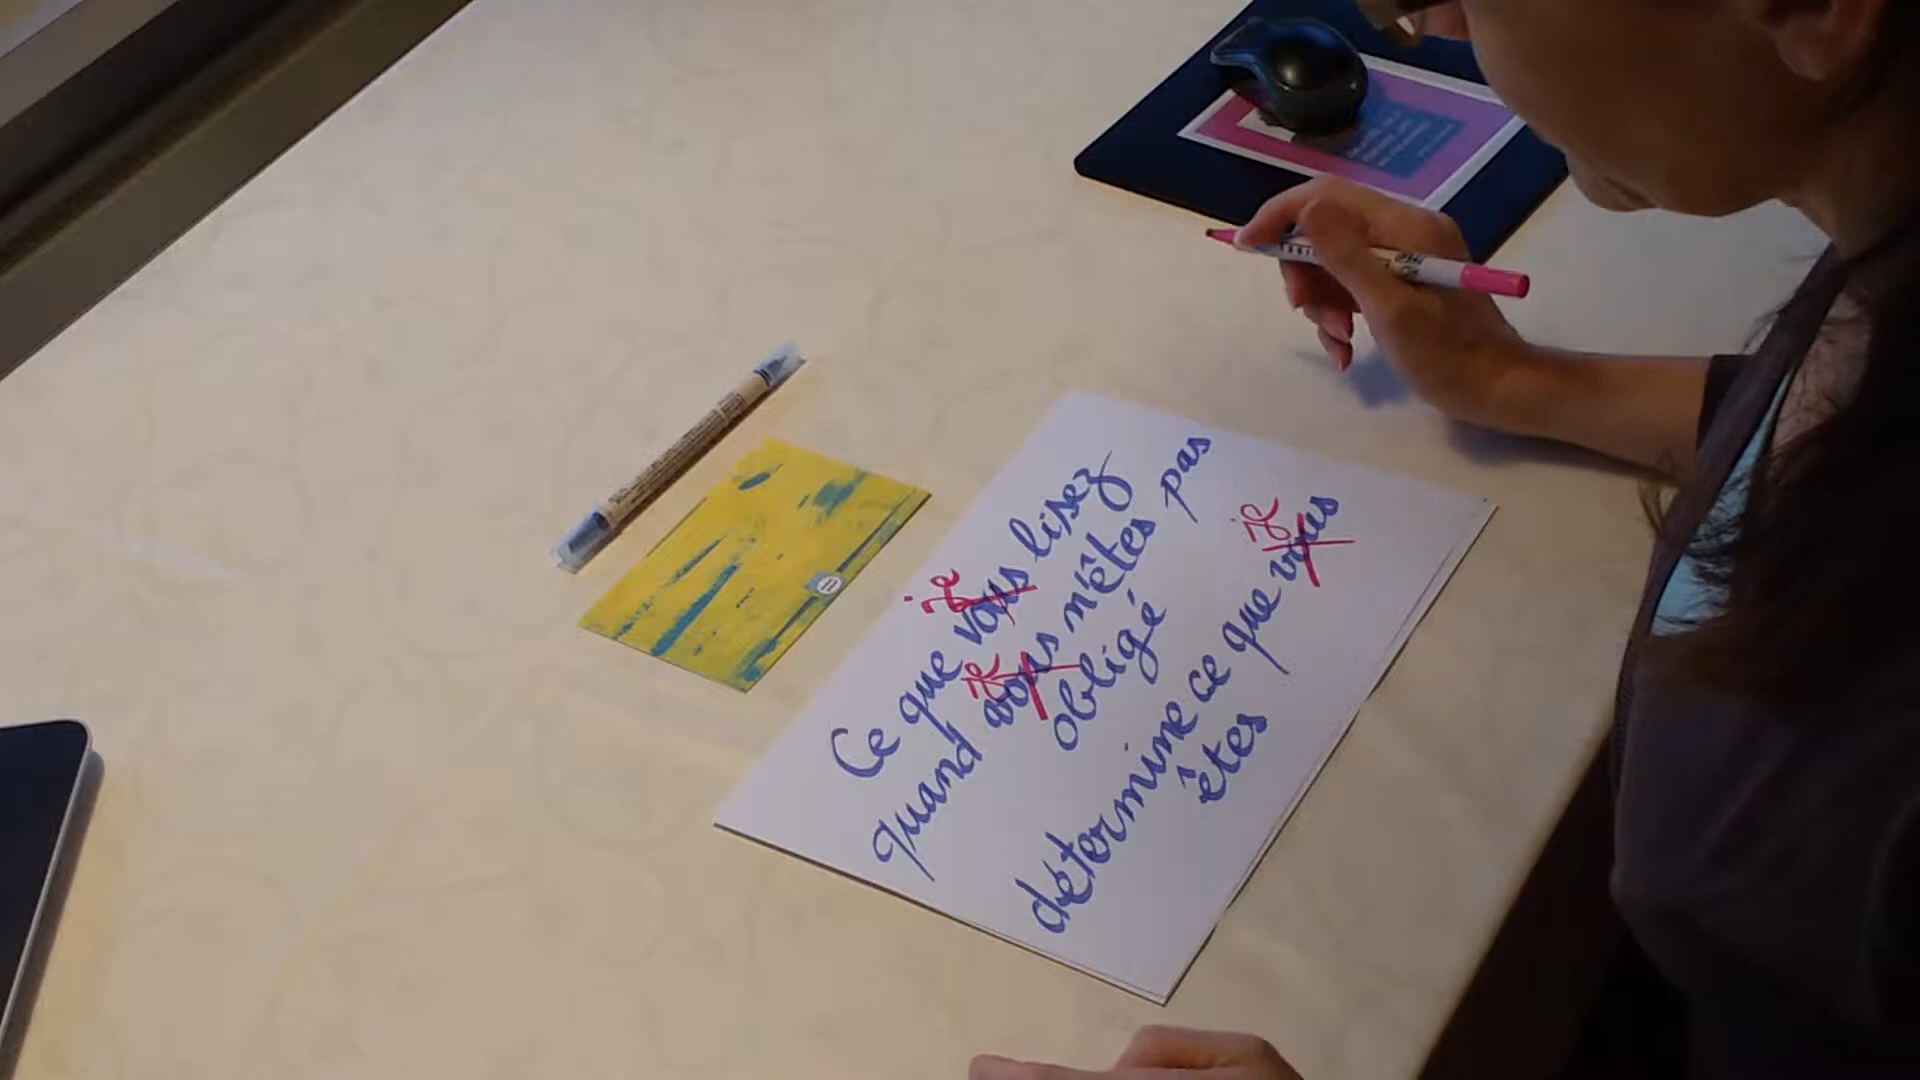 je
Ce que vous lisez
je
quand vous n'êtes pas
obligé
je
détermine ce que vous
êtes